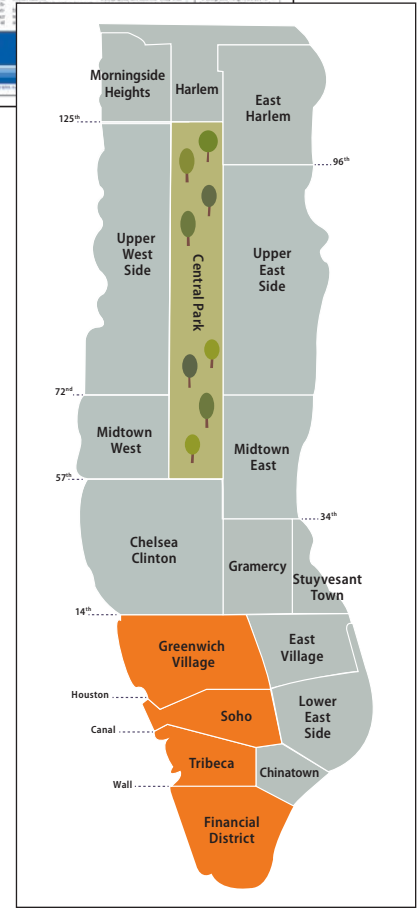 Morningside
Heights
Harlem
East
Harlem
125th
96th
Upper
West
Side
Central Park
Upper
East
Side
72nd
Midtown
West
Midtown
East
57th
34th
Chelsea
Clinton
Gramercy
Stuyvesant
Town
14th
Greenwich
Village
East
Village
Houston
Soho
Lower
East
Side
Canal
Tribeca
Chinatown
Wall
Financial
District